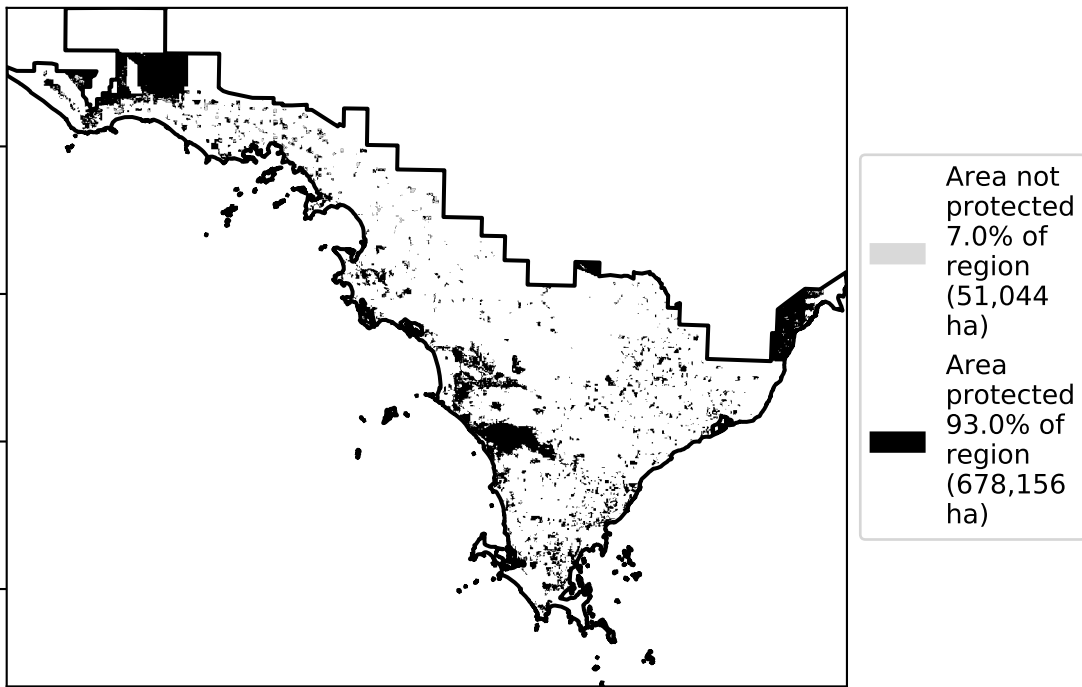 Area not
protected
7.0% of
region
(51,044
ha)
Area
protected
93.0% of
region
(678,156
ha)